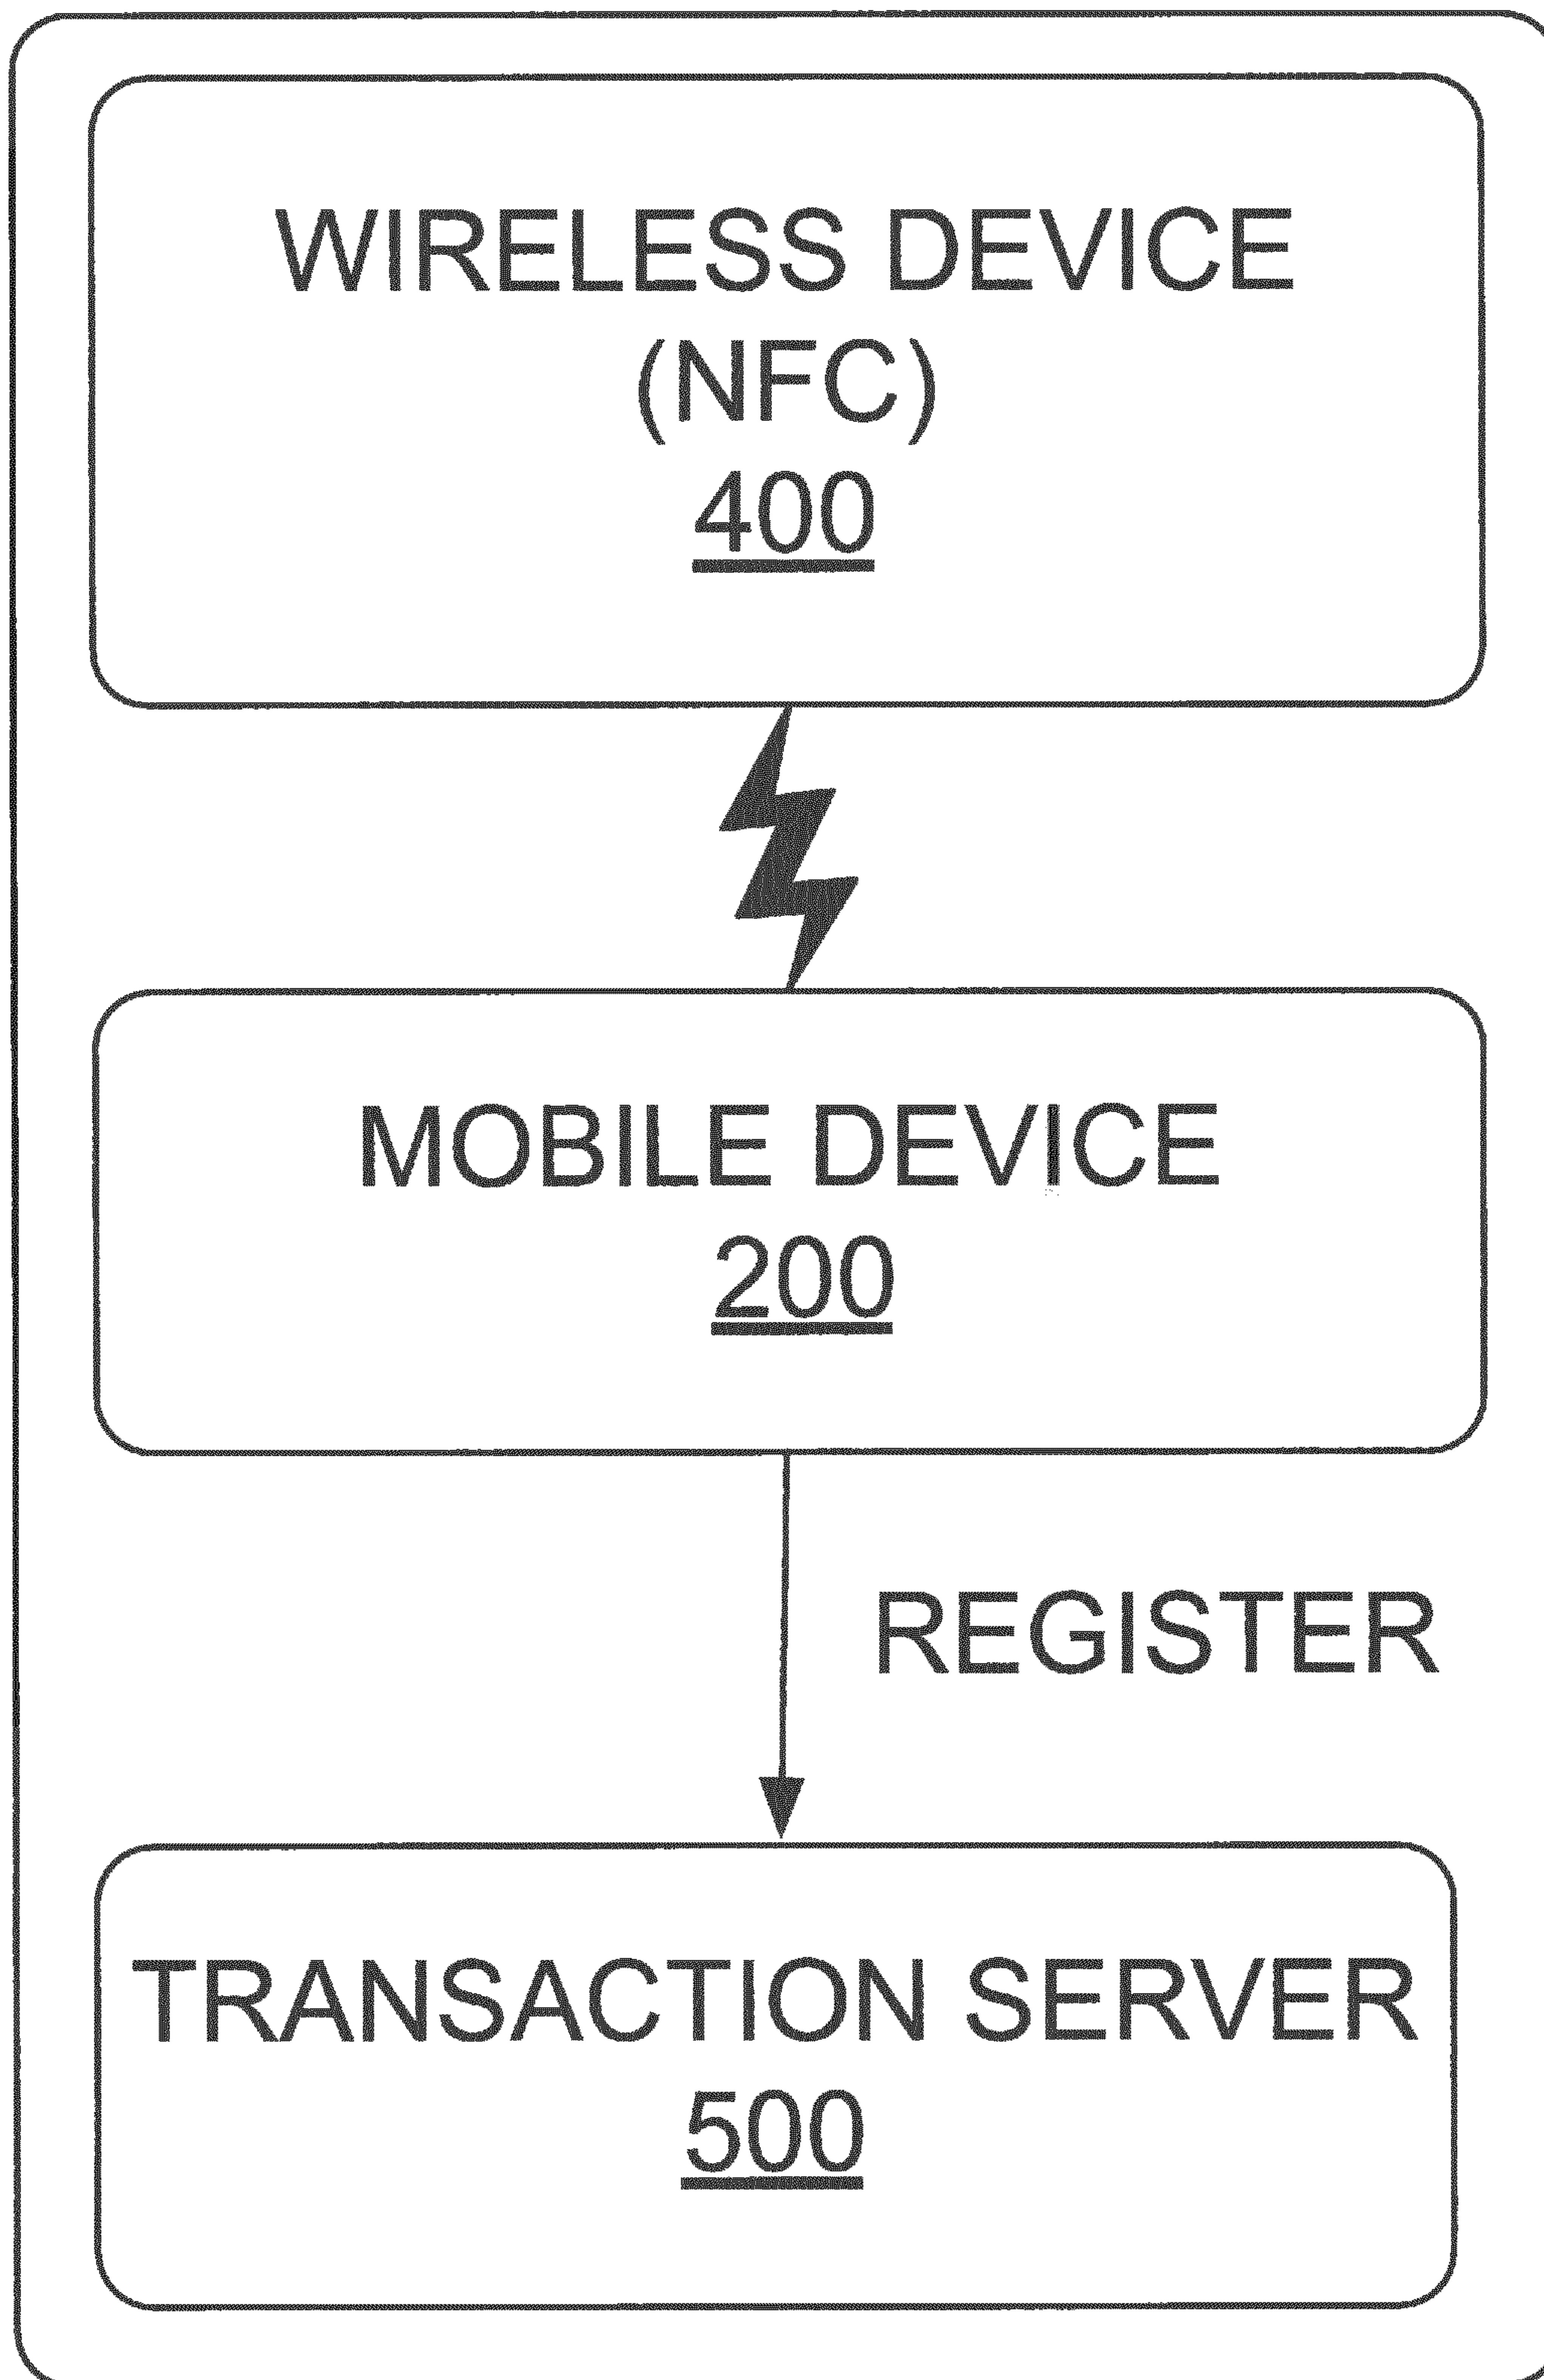 WIRELESS DEVICE
(NFC)
400
MOBILE DEVICE
200
REGISTER
TRANSACTION SERVER
500